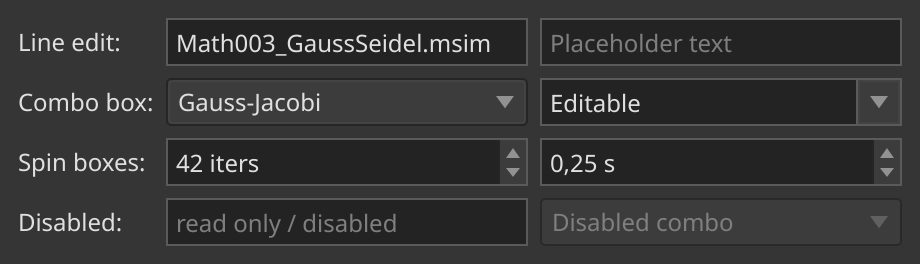 Line edit: Math003_GaussSeidel.msim Placeholder text
Combo box: Gauss-Jacobi Editable
Spin boxes: 42 iters 0,25 s
Disabled: read only / disabled Disabled combo